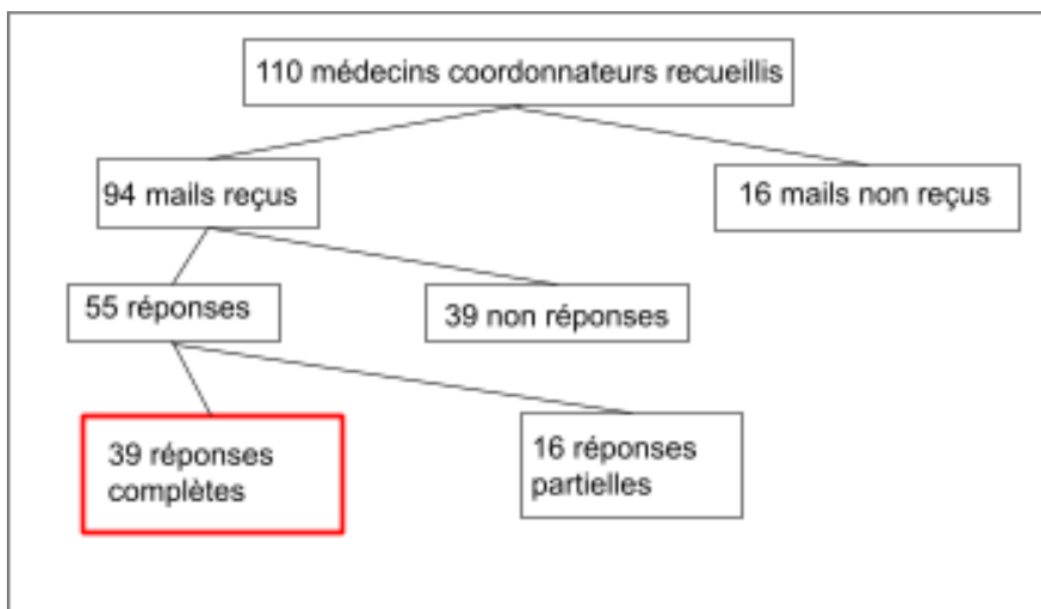 110 médecins coordonnateurs recueillis
94 mails reçus
16 mails non reçus
55 réponses
39 non réponses
39 réponses
complètes
16 réponses
partielles